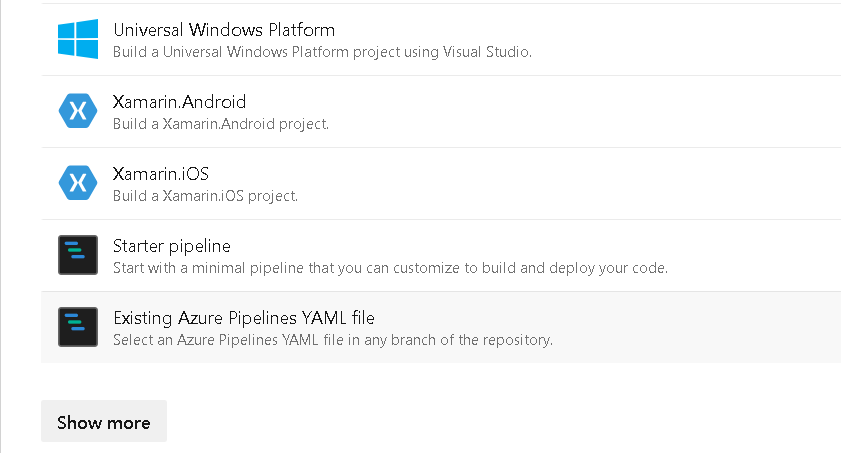 Universal Windows Platform
Build a Universal Windows Platform project using Visual Studio.
Xamarin.Android
Build a Xamarin.Android project.
Xamarin.iOS
Build a Xamarin.iOS project.
Starter pipeline
Start with a minimal pipeline that you can customize to build and deploy your code.
Existing Azure Pipelines YAML file
Select an Azure Pipelines YAML file in any branch of the repository.
Show more